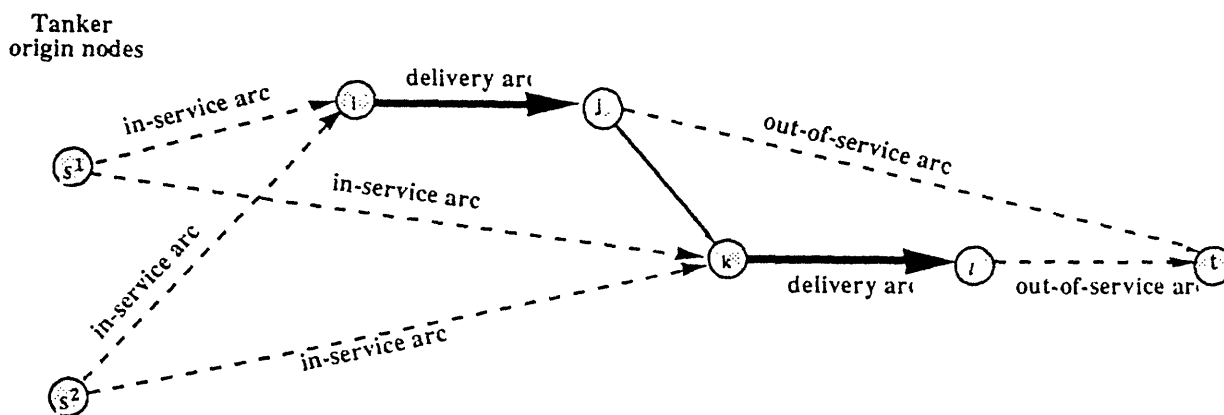 Tanker
origin nodes
in-service arc
delivery arc
i
j
out-of-service arc
s1
in-service arc
in-service arc
k
delivery arc
l
out-of-service arc
t
in-service arc
s2